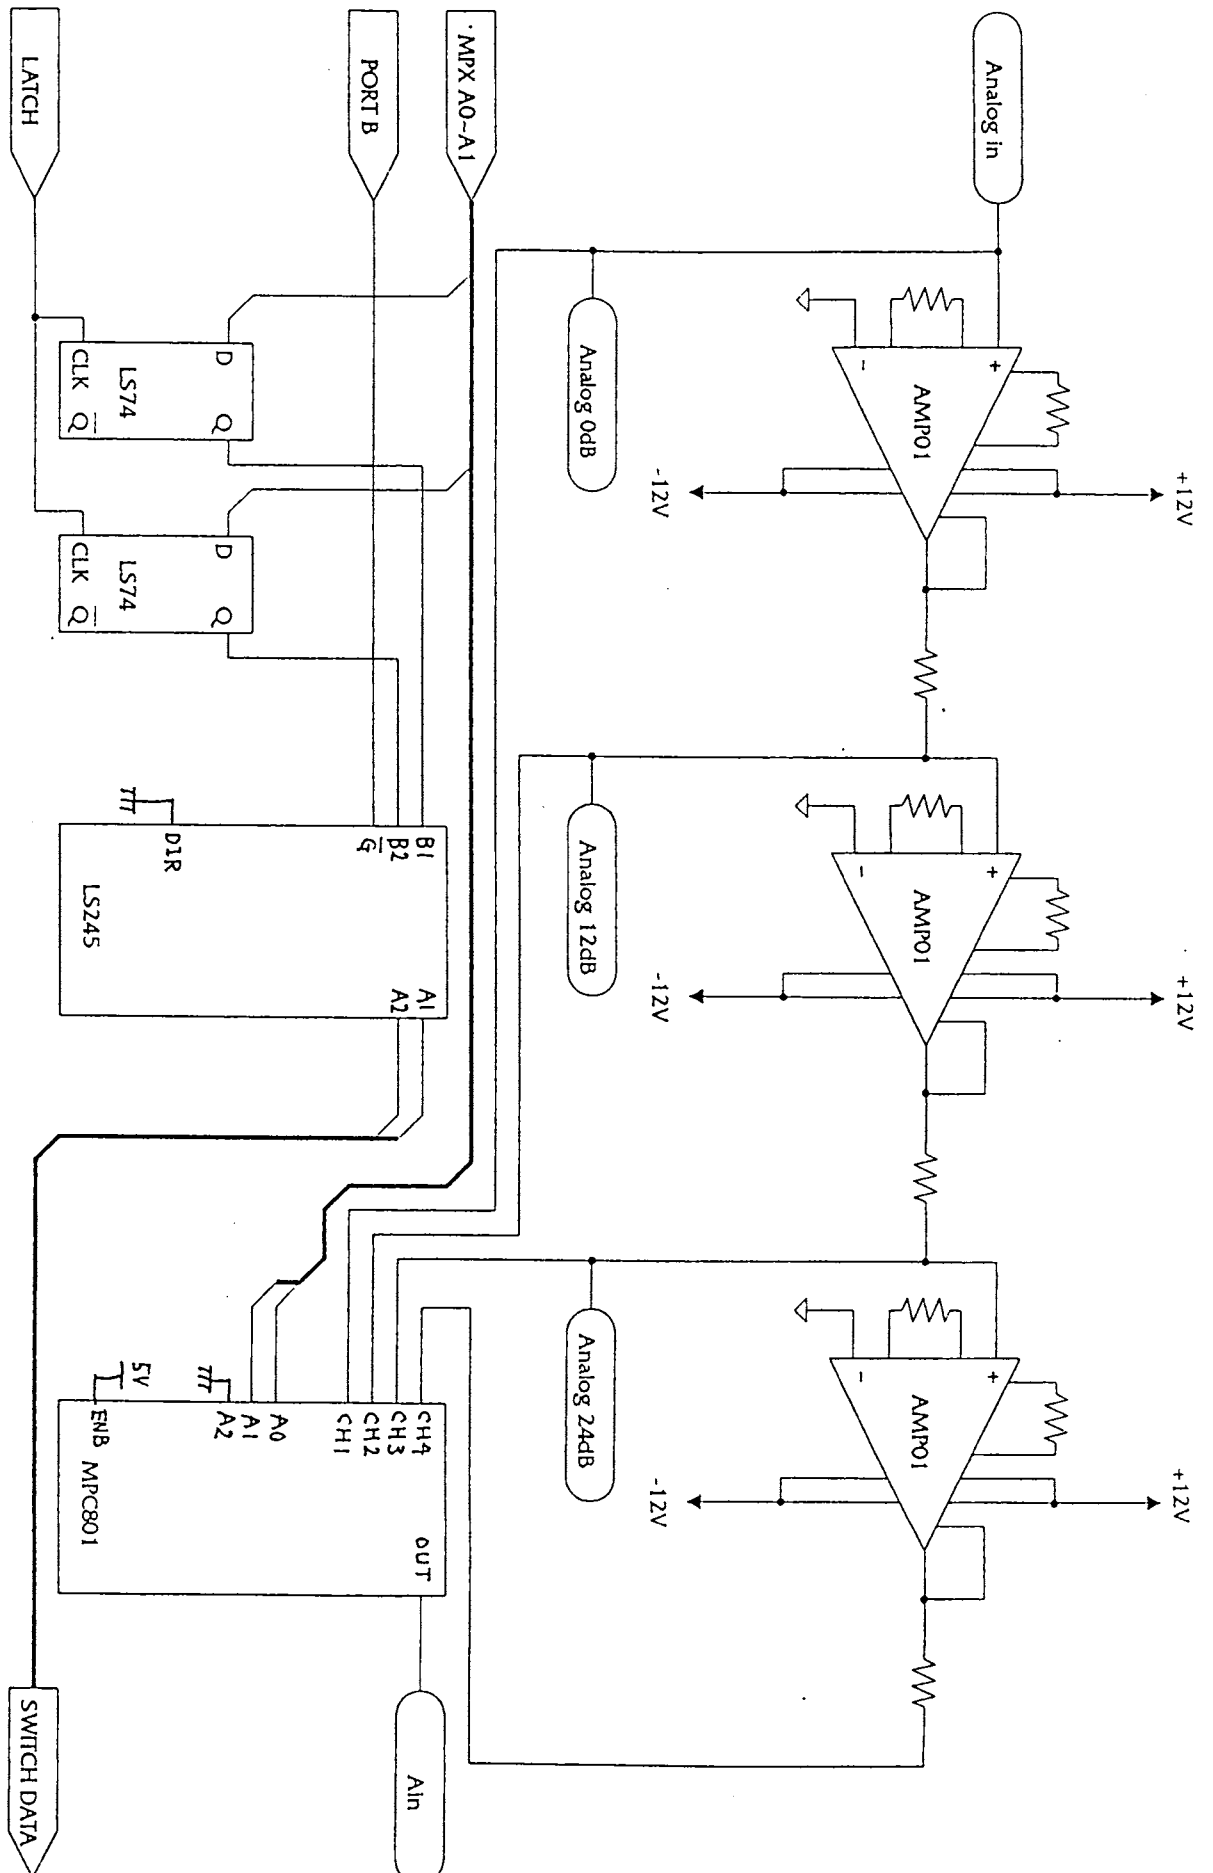 Analog in
+12V
+
AMP01
-
-12V
Analog 0dB
+12V
+
AMP01
-
-12V
Analog 12dB
+12V
+
AMP01
-
-12V
Analog 24dB
MPX A0~A1
PORT B
LATCH
D Q
LS74
CLK Q
D Q
LS74
CLK Q
B1 A1
B2 A2
G
DIR
LS245
CH4 OUT
CH3
CH2
CH1
A0
A1
A2
5V
ENB
MPC801
Ain
SWITCH DATA